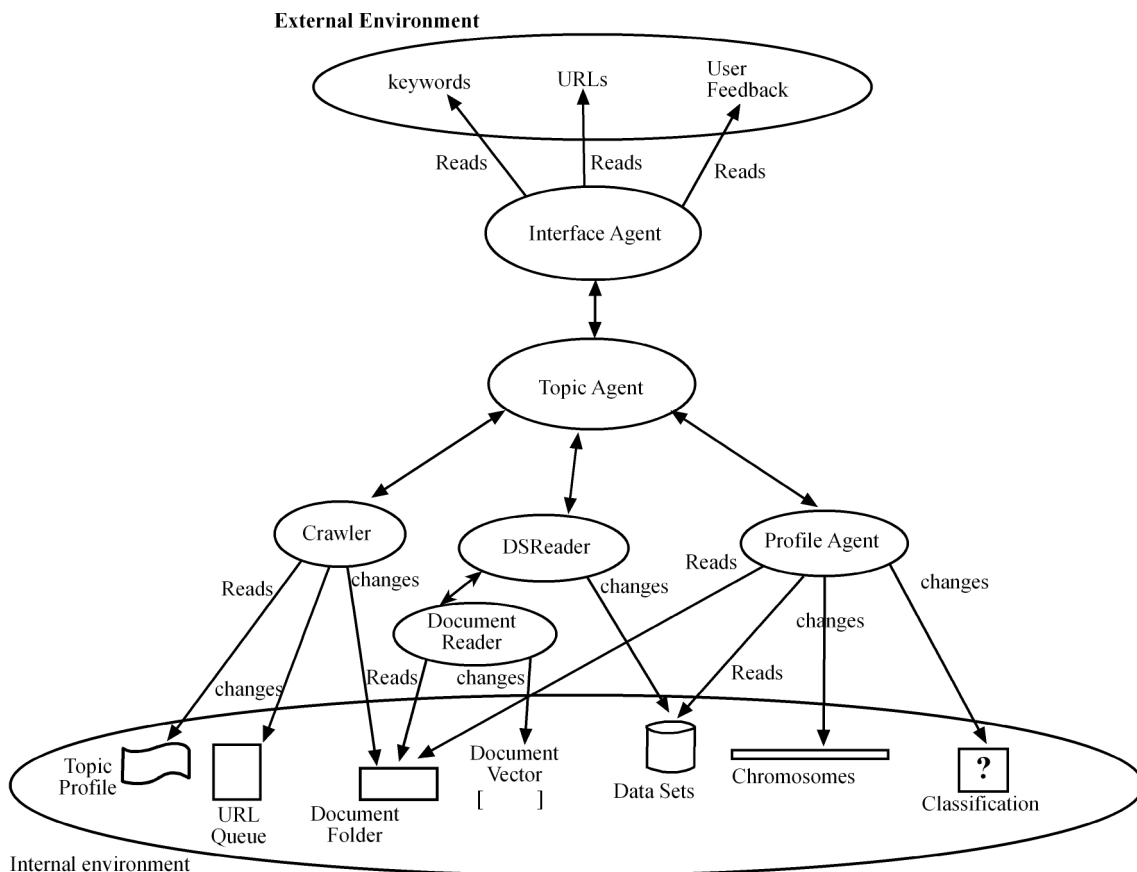 External Environment
keywords
URLs
User
Feedback
Reads
Reads
Reads
Interface Agent
Topic Agent
Crawler
DSReader
Profile Agent
Reads
changes
changes
Reads
changes
Document
Reader
changes
changes
Reads
changes
Reads
Topic
Profile
URL
Queue
Document
Folder
Document
Vector
[ ]
Data Sets
Chromosomes
?
Classification
Internal environment